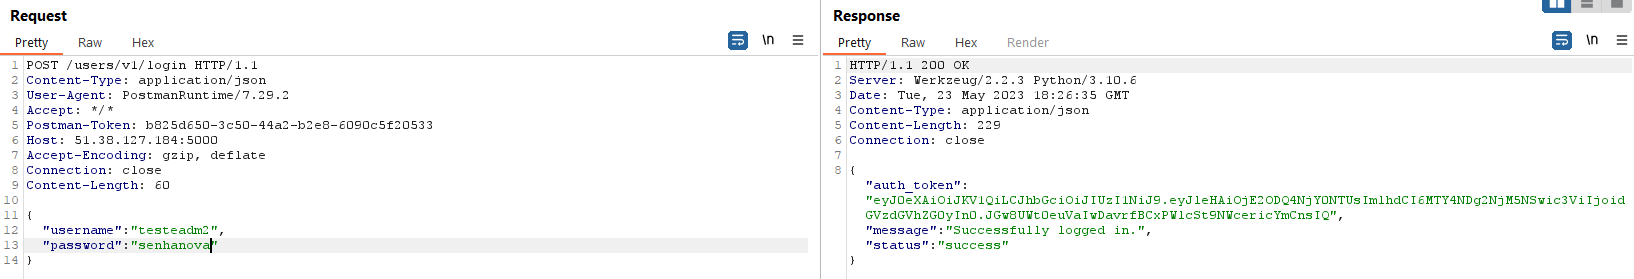 Request
Pretty Raw Hex
\n
1 POST /users/v1/login HTTP/1.1
2 Content-Type: application/json
3 User-Agent: PostmanRuntime/7.29.2
4 Accept: */*
5 Postman-Token: b825d650-3c50-44a2-b2e8-6090c5f20533
6 Host: 51.38.127.184:5000
7 Accept-Encoding: gzip, deflate
8 Connection: close
9 Content-Length: 60
10
11 {
12 "username":"testeadm2",
13 "password":"senhanova"
14 }
Response
Pretty Raw Hex Render
\n
1 HTTP/1.1 200 OK
2 Server: Werkzeug/2.2.3 Python/3.10.6
3 Date: Tue, 23 May 2023 18:26:35 GMT
4 Content-Type: application/json
5 Content-Length: 229
6 Connection: close
7
8 {
"auth_token":
"eyJ0eXAiOiJKV1QiLCJhbGciOiJIUzI1NiJ9.eyJleHAiOjE2ODQ4NjY0NTUsImlhdCI6MTY4NDg2NjM5NSwic3ViIjoid
GVzdGVhZG0yIn0.JGw8UWt0euVaIwDavrfBCxPW1cSt9NWcericYmCnsIQ",
"message":"Successfully logged in.",
"status":"success"
}